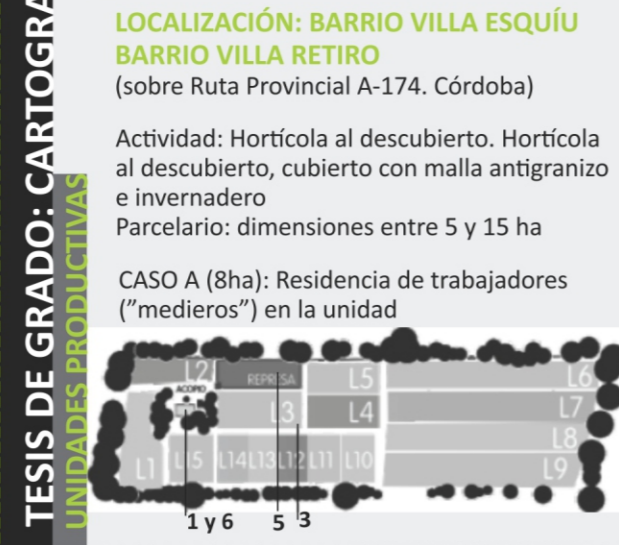 TESIS DE GRADO: CARTOGRA
UNIDADES PRODUCTIVAS
LOCALIZACIÓN: BARRIO VILLA ESQUÍU
BARRIO VILLA RETIRO
(sobre Ruta Provincial A-174. Córdoba)
Actividad: Hortícola al descubierto. Hortícola
al descubierto, cubierto con malla antigranizo
e invernadero
Parcelario: dimensiones entre 5 y 15 ha
CASO A (8ha): Residencia de trabajadores
("medieros") en la unidad
L2 REPRESA L5 L6
ACOPIO
L3 L4 L7
L8
L1 L15 L14 L13 L12 L11 L10 L9
1 y 6 5 3